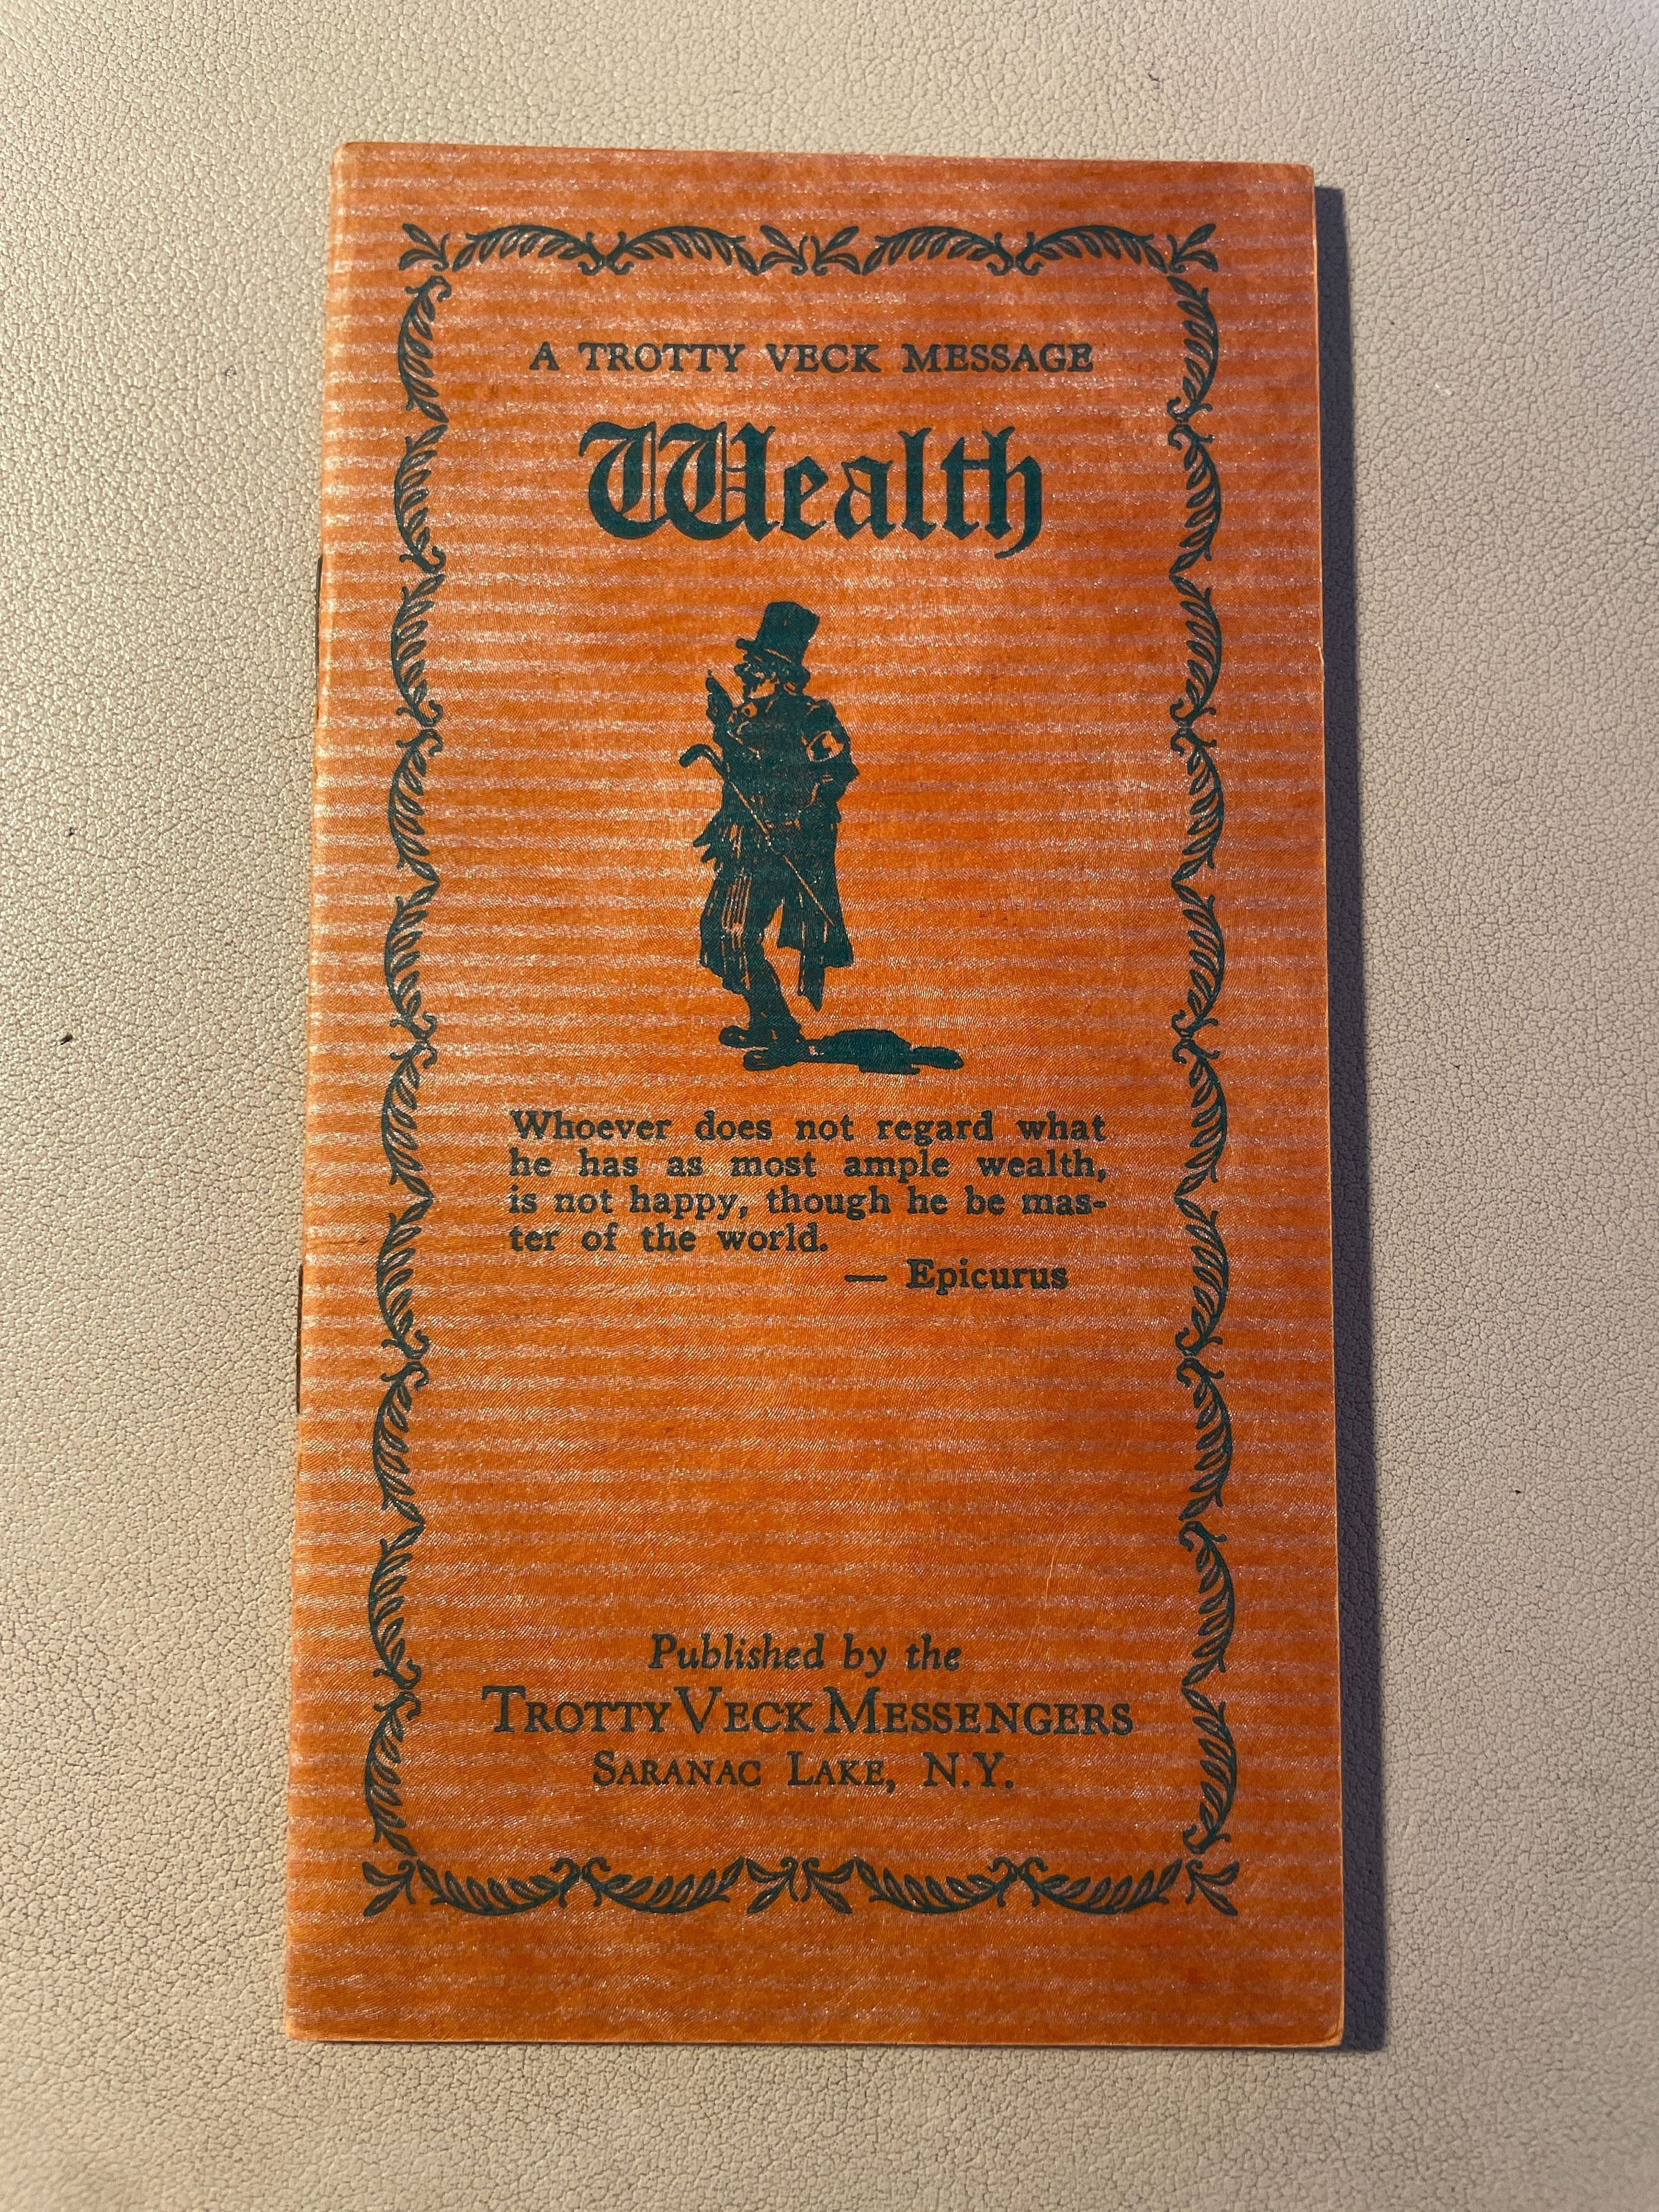 A TROTTY VECK MESSAGE
Wealth
Whoever does not regard what
he has as most ample wealth,
is not happy, though he be mas-
ter of the world.
— Epicurus
Published by the
TROTTY VECK MESSENGERS
SARANAC LAKE, N.Y.